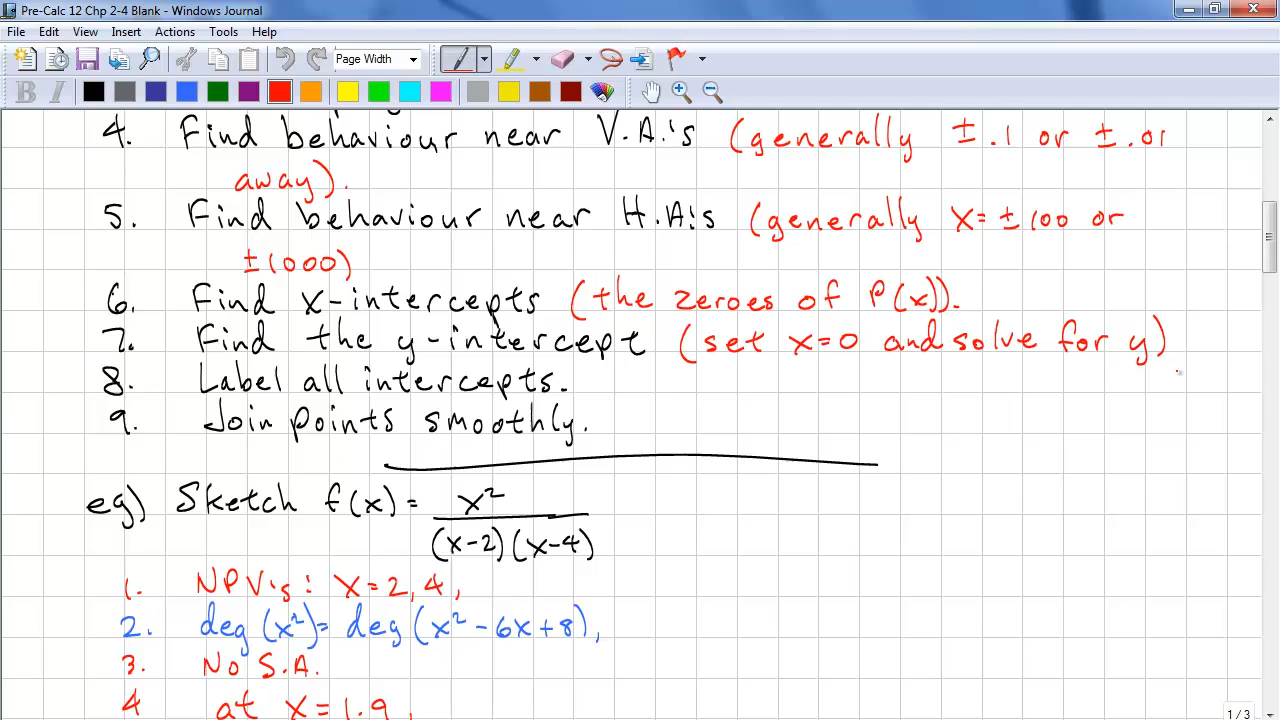 Pre-Calc 12 Chp 2-4 Blank - Windows Journal
File Edit View Insert Actions Tools Help
Page Width
B I
4. Find behaviour near V.A.'s (generally ±.1 or ±.01
away).
5. Find behaviour near H.A.'s (generally x=±100 or
±1000)
6. Find x-intercepts (the zeroes of P(x)).
7. Find the y-intercept (set x=0 and solve for y)
8. Label all intercepts.
9. Join points smoothly.
eg) Sketch f(x) = x²
(x-2)(x-4)
1. NPV's: x=2,4,
2. deg(x²)= deg(x²-6x+8),
3. No S.A.
4 at x=1.9,
1/3